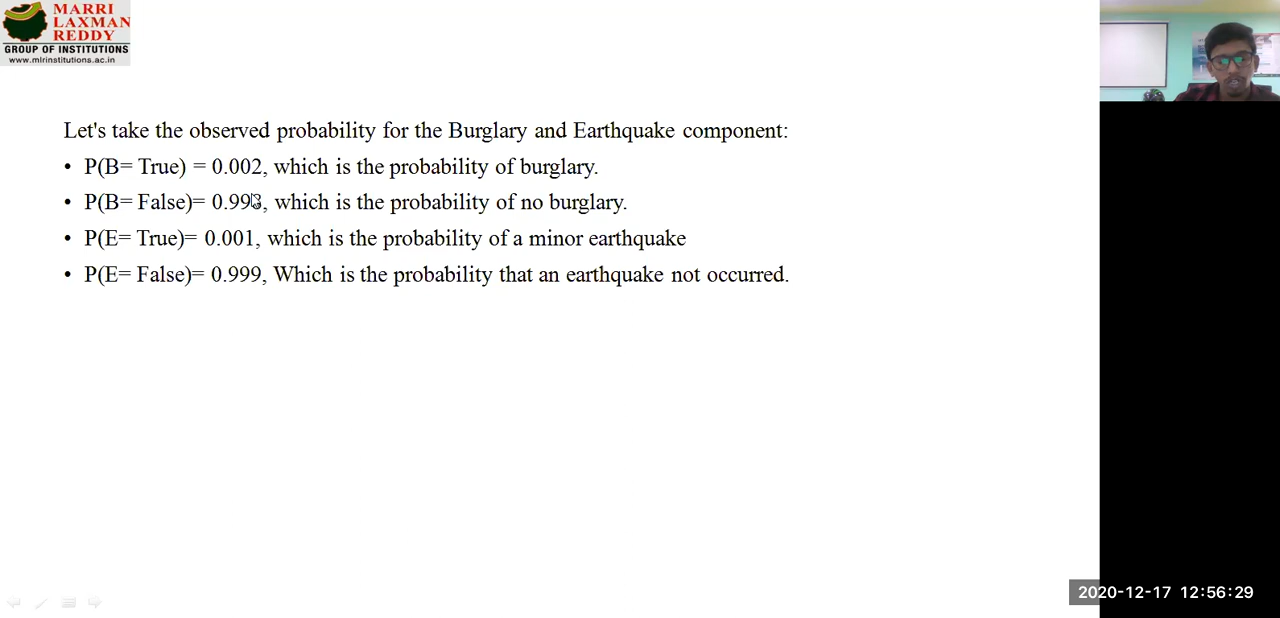 MARRI
LAXMAN
REDDY
GROUP OF INSTITUTIONS
www.mlrinstitutions.ac.in
Let's take the observed probability for the Burglary and Earthquake component:
• P(B= True) = 0.002, which is the probability of burglary.
• P(B= False)= 0.998, which is the probability of no burglary.
• P(E= True)= 0.001, which is the probability of a minor earthquake
• P(E= False)= 0.999, Which is the probability that an earthquake not occurred.
2020-12-17 12:56:29